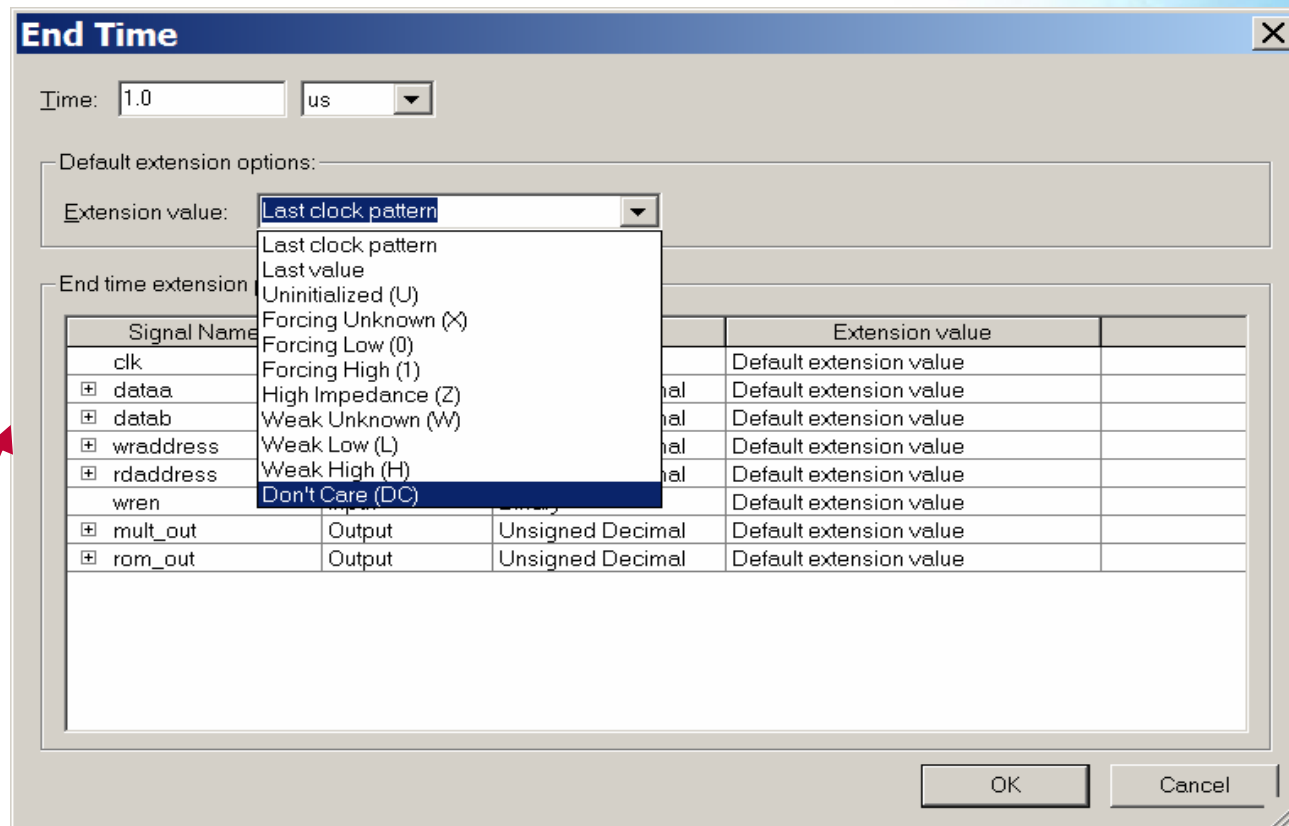 End Time
Time: 1.0 us
Default extension options:
Extension value: Last clock pattern
Last clock pattern
Last value
Uninitialized (U)
Forcing Unknown (X)
Forcing Low (0)
Forcing High (1)
High Impedance (Z)
Weak Unknown (W)
Weak Low (L)
Weak High (H)
Don't Care (DC)
End time extension
Signal Name Extension value
clk Default extension value
dataa Default extension value
datab Default extension value
wraddress Default extension value
rdaddress Default extension value
wren Default extension value
mult_out Output Unsigned Decimal Default extension value
rom_out Output Unsigned Decimal Default extension value
OK Cancel